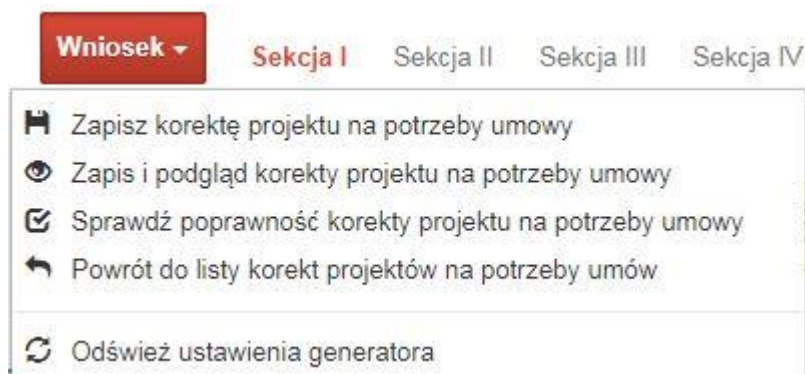 Wniosek Sekcja I Sekcja II Sekcja III Sekcja IV
Zapisz korektę projektu na potrzeby umowy
Zapis i podgląd korekty projektu na potrzeby umowy
Sprawdź poprawność korekty projektu na potrzeby umowy
Powrót do listy korekt projektów na potrzeby umów
Odśwież ustawienia generatora